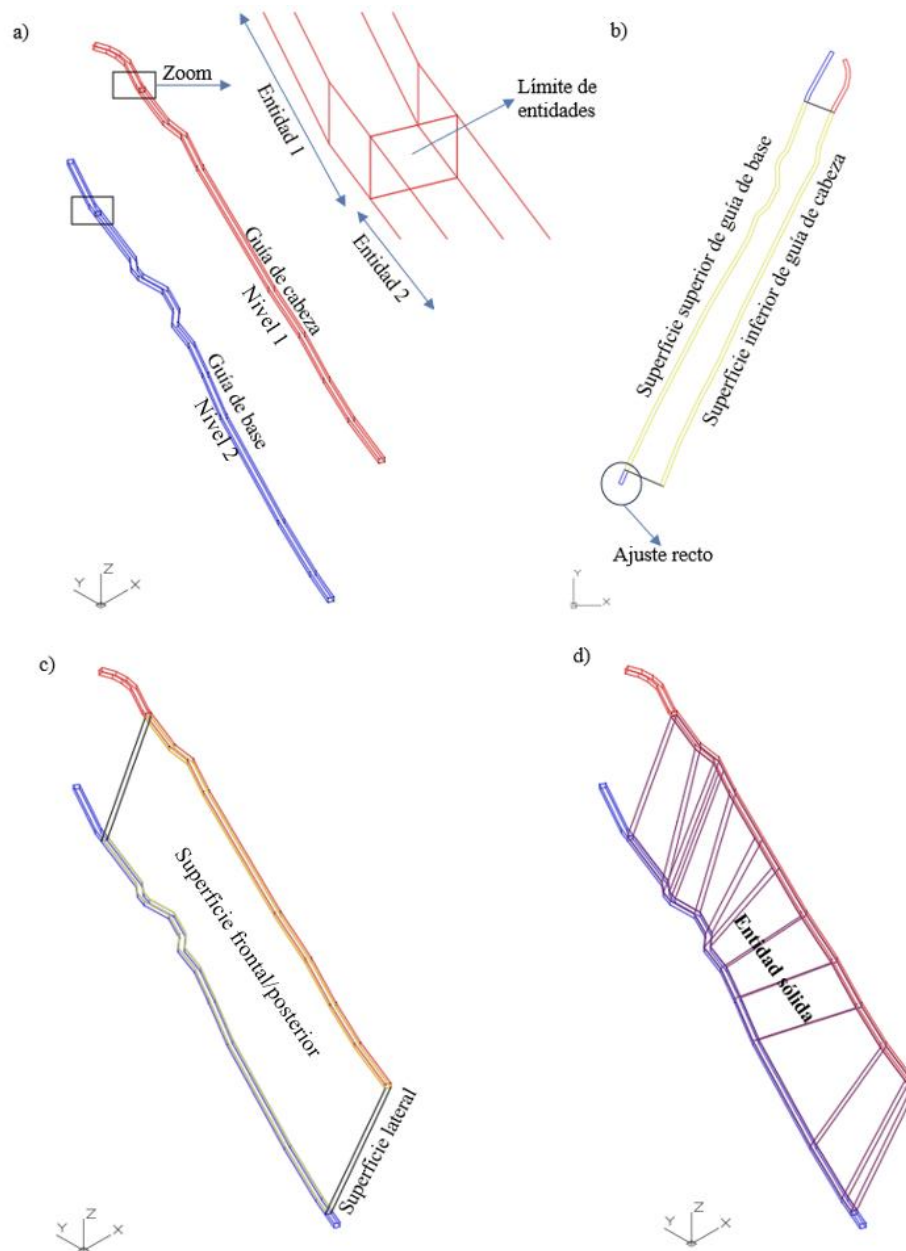 a)
Zoom
Entidad 1
Límite de
entidades
Entidad 2
Guía de cabeza
Nivel 1
Guía de base
Nivel 2
Z
Y
X
b)
Superficie superior de guía de base
Superficie inferior de guía de cabeza
Ajuste recto
Y
X
c)
Superficie frontal/posterior
Superficie lateral
Z
Y
X
d)
Entidad sólida
Z
Y
X